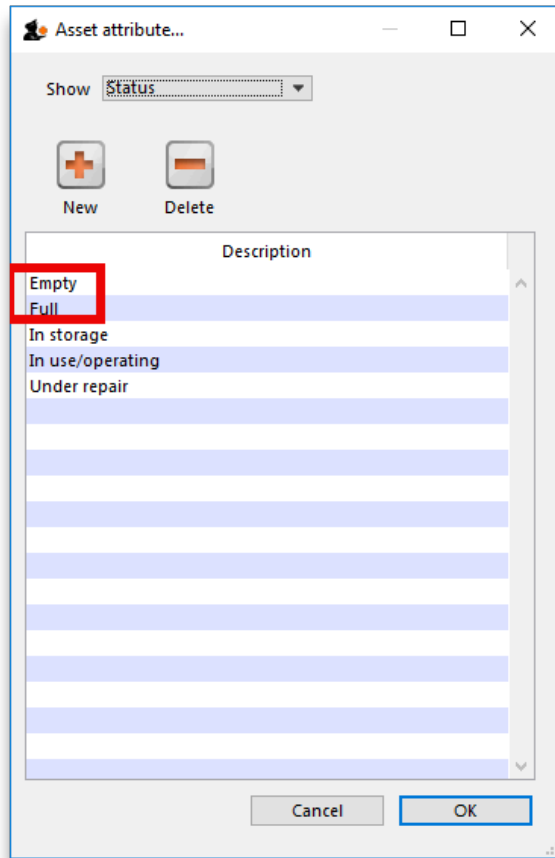 Asset attribute...
Show Status
New Delete
Description
Empty
Full
In storage
In use/operating
Under repair
Cancel OK